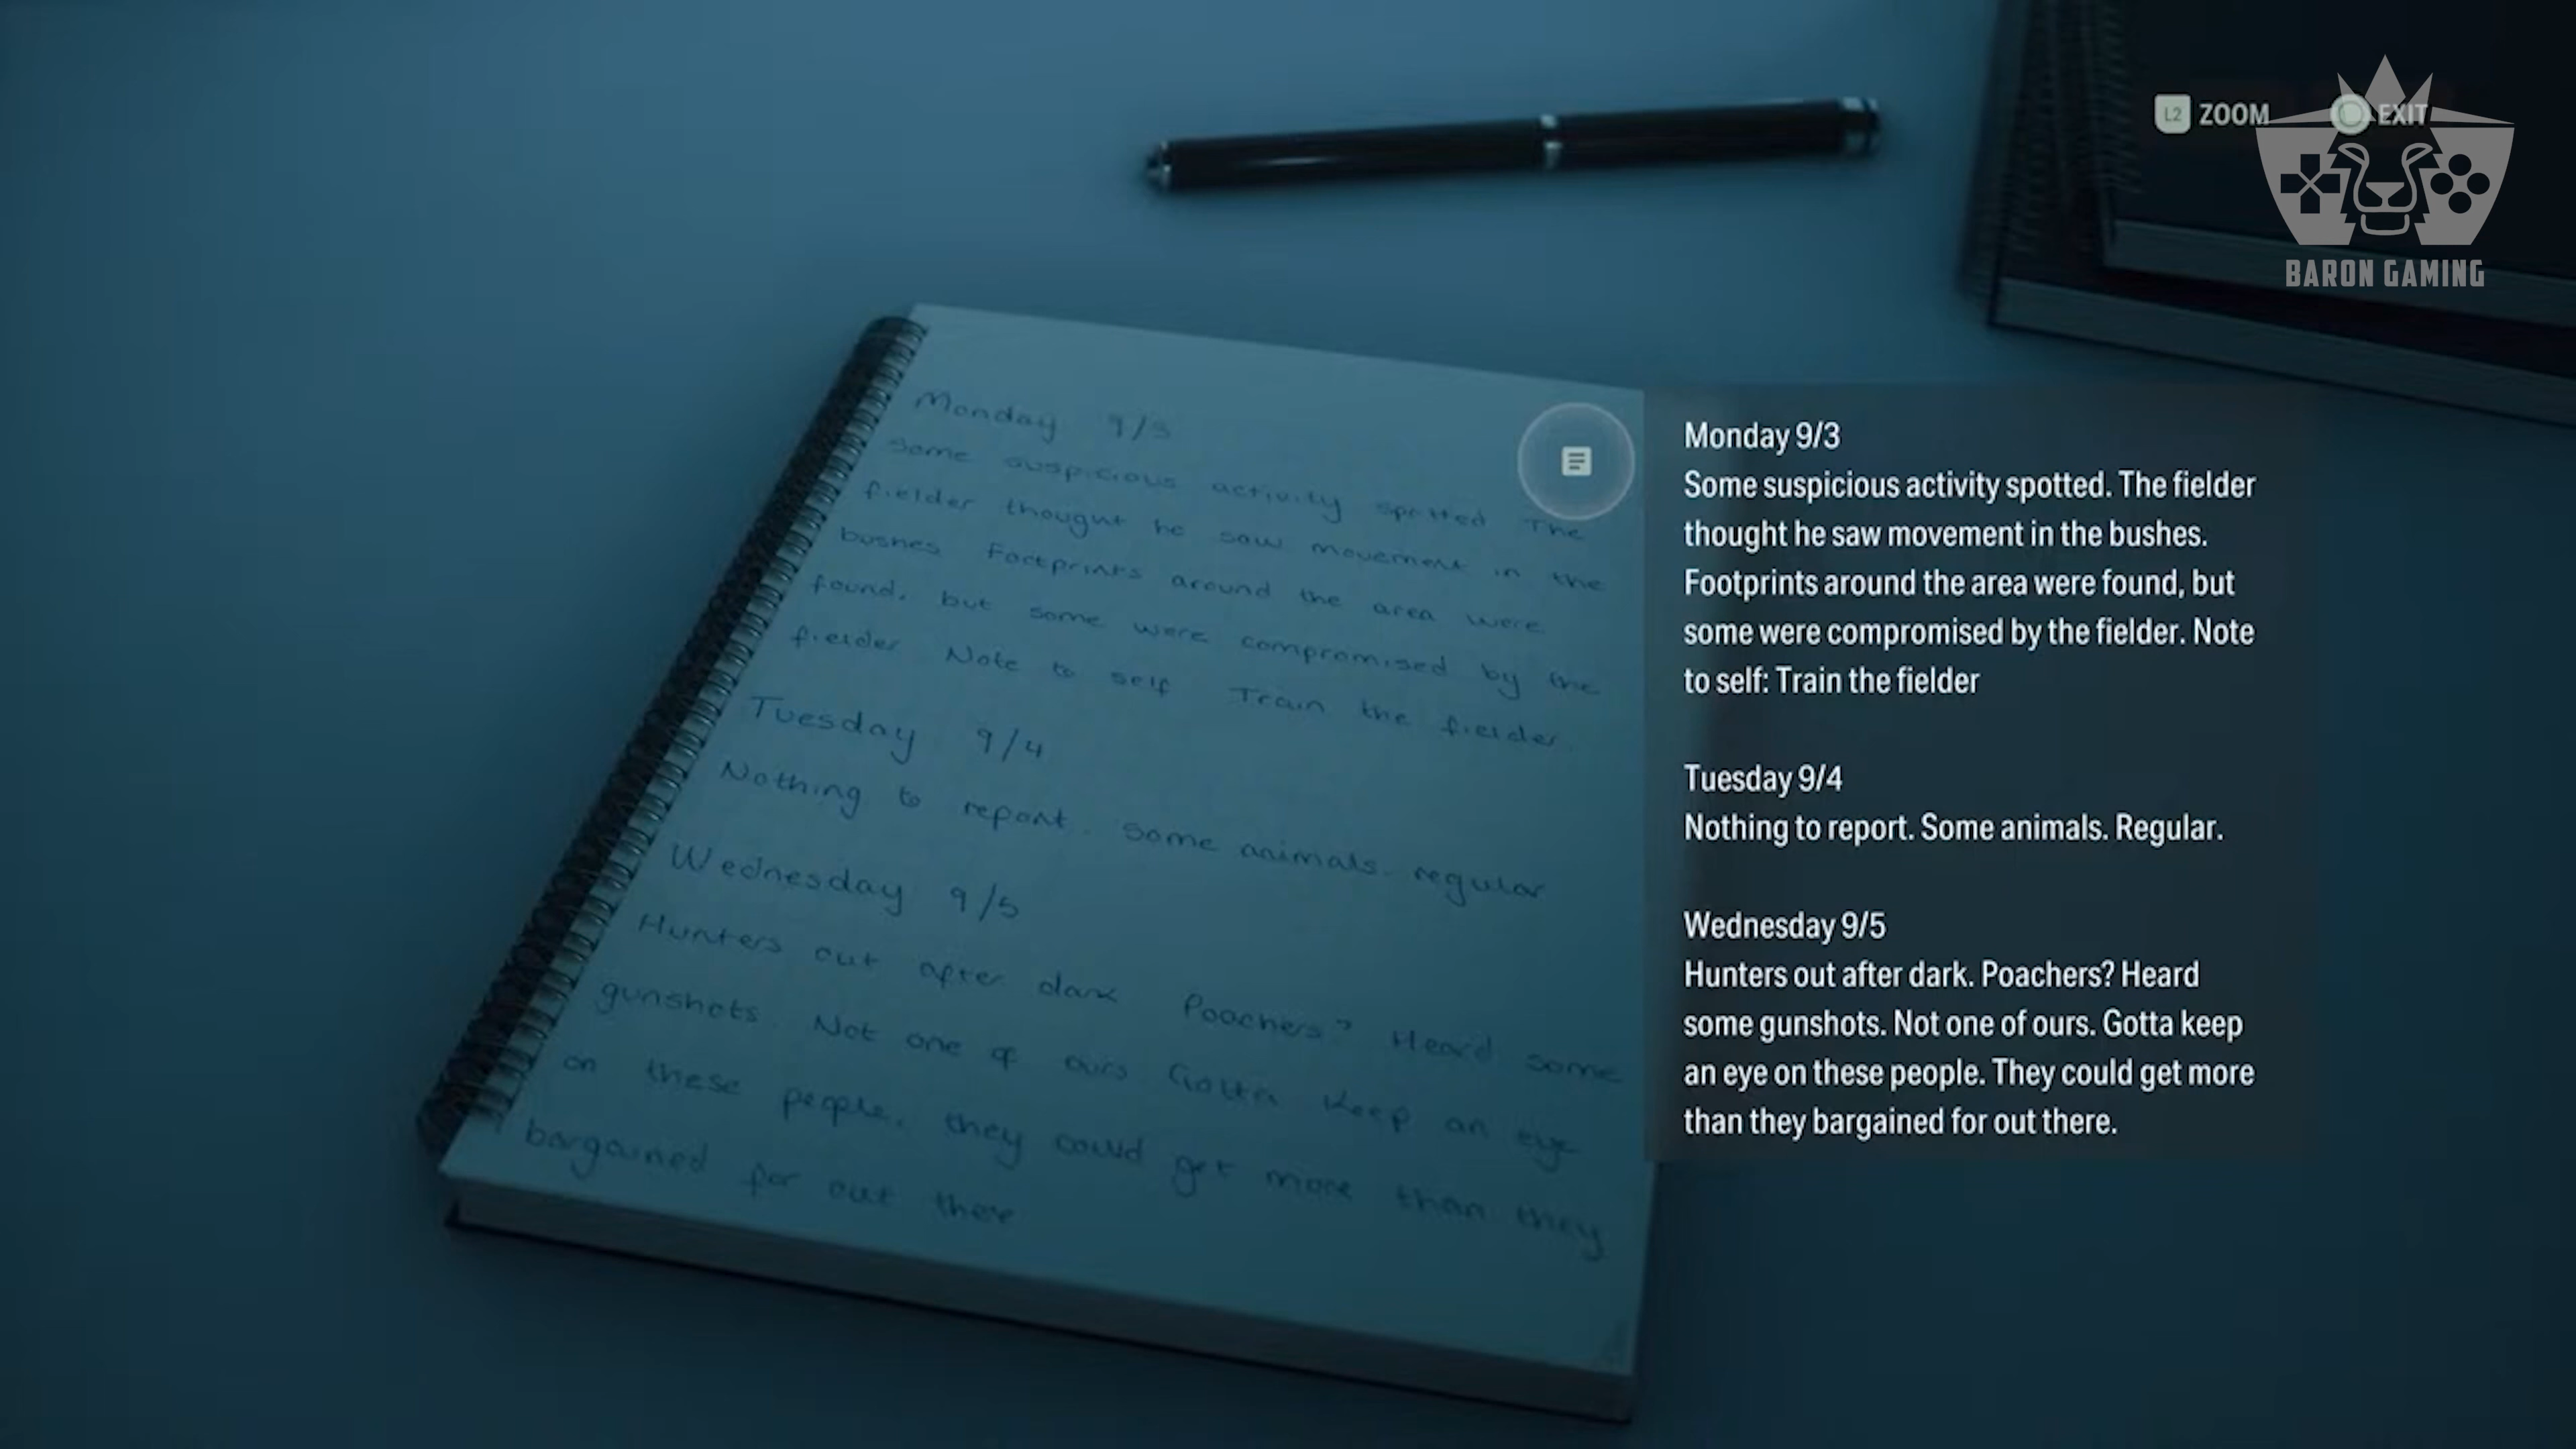 L2 ZOOM EXIT
BARON GAMING
Monday 9/3
Some suspicious activity spotted The
fielder thought he saw movement in the
bushes Footprints around the area were
found, but some were compromised by the
fielder Note to self Train the fielder.
Tuesday 9/4
Nothing to report. Some animals. regular
Wednesday 9/5
Hunters out after dark Poachers? Heard some
gunshots. Not one of ours Gotta keep an eye
on these people, they could get more than they
bargained for out there
Monday 9/3
Some suspicious activity spotted. The fielder
thought he saw movement in the bushes.
Footprints around the area were found, but
some were compromised by the fielder. Note
to self: Train the fielder
Tuesday 9/4
Nothing to report. Some animals. Regular.
Wednesday 9/5
Hunters out after dark. Poachers? Heard
some gunshots. Not one of ours. Gotta keep
an eye on these people. They could get more
than they bargained for out there.